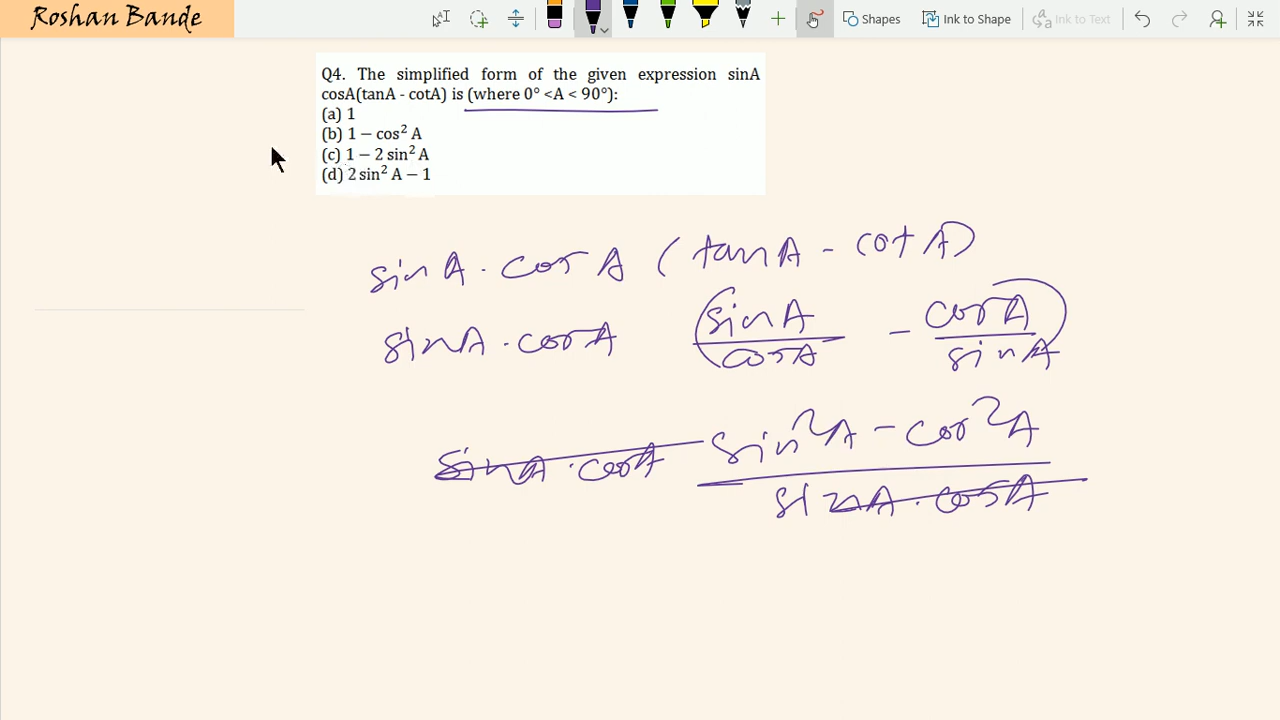 Roshan Bande
Shapes
Ink to Shape
Ink to Text
Q4. The simplified form of the given expression sinA
cosA(tanA - cotA) is (where 0° <A < 90°):
(a) 1
(b) 1 − cos² A
(c) 1 − 2 sin² A
(d) 2 sin² A − 1
sin A · cos A ( tan A - cot A)
sin A · cos A (sin A / cos A - cos A / sin A)
sin A · cos A sin²A - cos²A
sin A · cos A